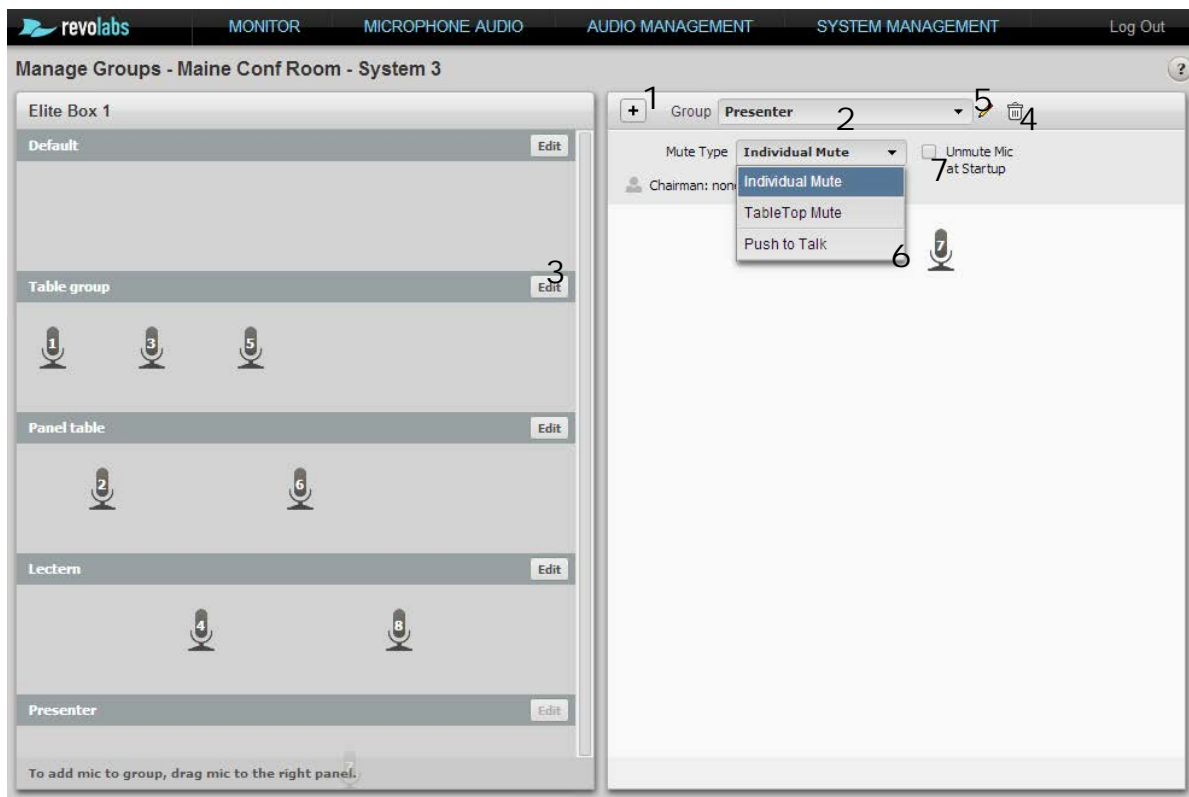 revolabs MONITOR MICROPHONE AUDIO AUDIO MANAGEMENT SYSTEM MANAGEMENT Log Out
Manage Groups - Maine Conf Room - System 3 ?
Elite Box 1
Default Edit
Table group Edit
3
1 3 5
Panel table Edit
2 6
Lectern Edit
4 8
Presenter Edit
7
To add mic to group, drag mic to the right panel.
+ 1 Group Presenter 2 5 4
Mute Type Individual Mute Unmute Mic
7 at Startup
Chairman: none
Individual Mute
TableTop Mute
Push to Talk
6 7